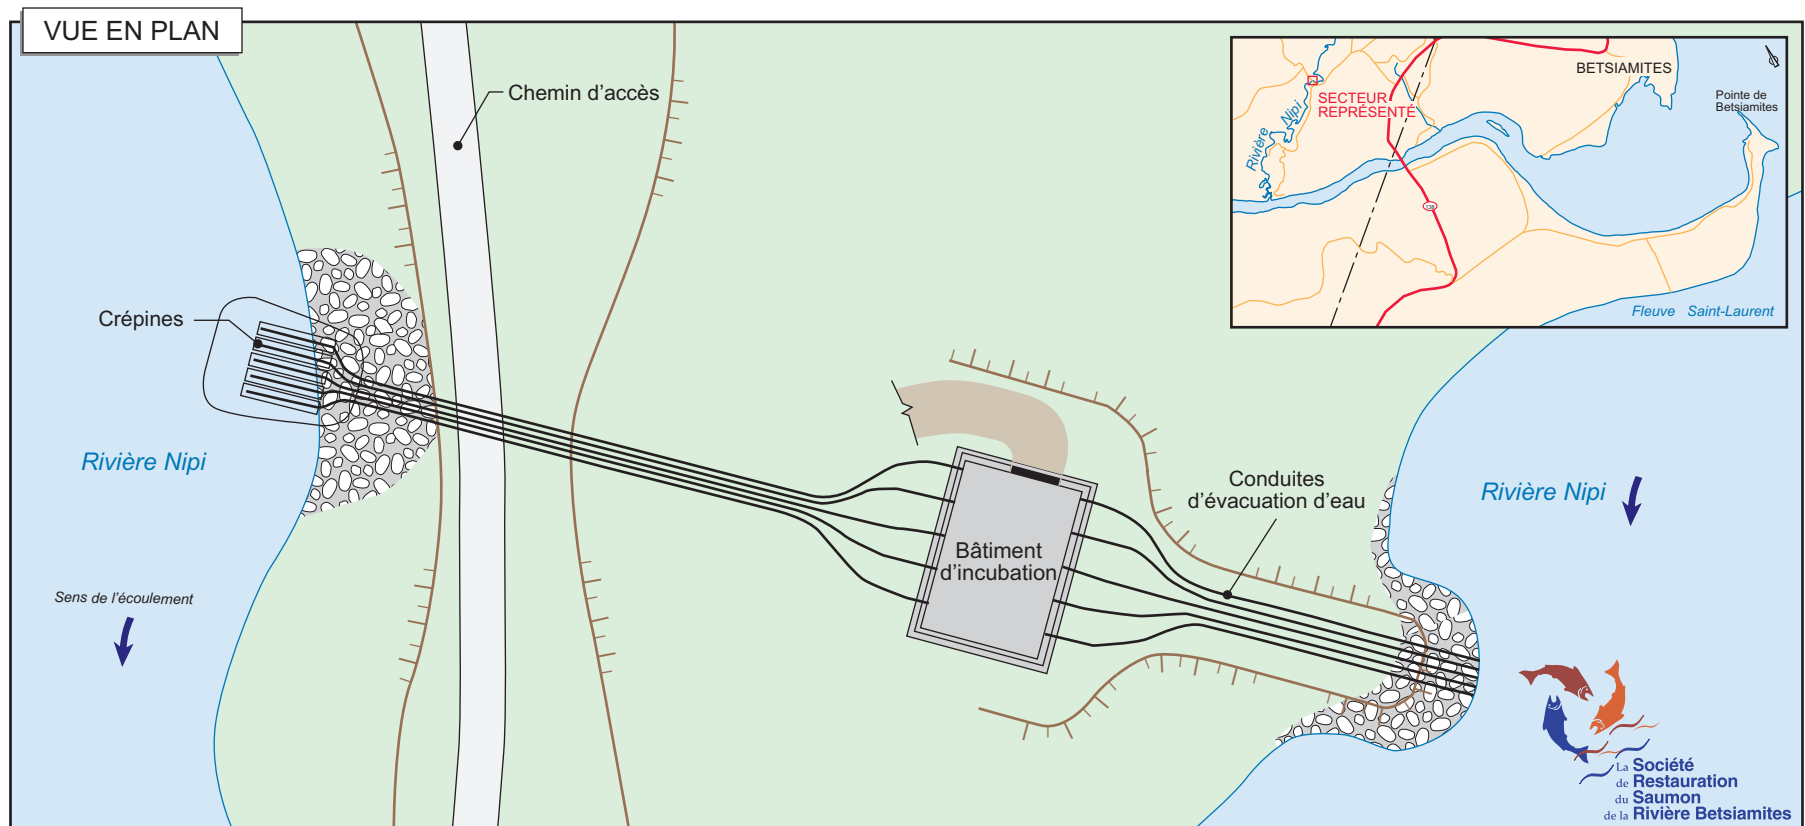 VUE EN PLAN
Chemin d'accès
Crépines
Rivière Nipi
Sens de l'écoulement
Bâtiment
d'incubation
Conduites
d'évacuation d'eau
Rivière Nipi
BETSIAMITES
Pointe de
Betsiamites
SECTEUR
REPRÉSENTÉ
Rivière Nipi
138
Fleuve Saint-Laurent
La Société
de Restauration
du Saumon
de la Rivière Betsiamites